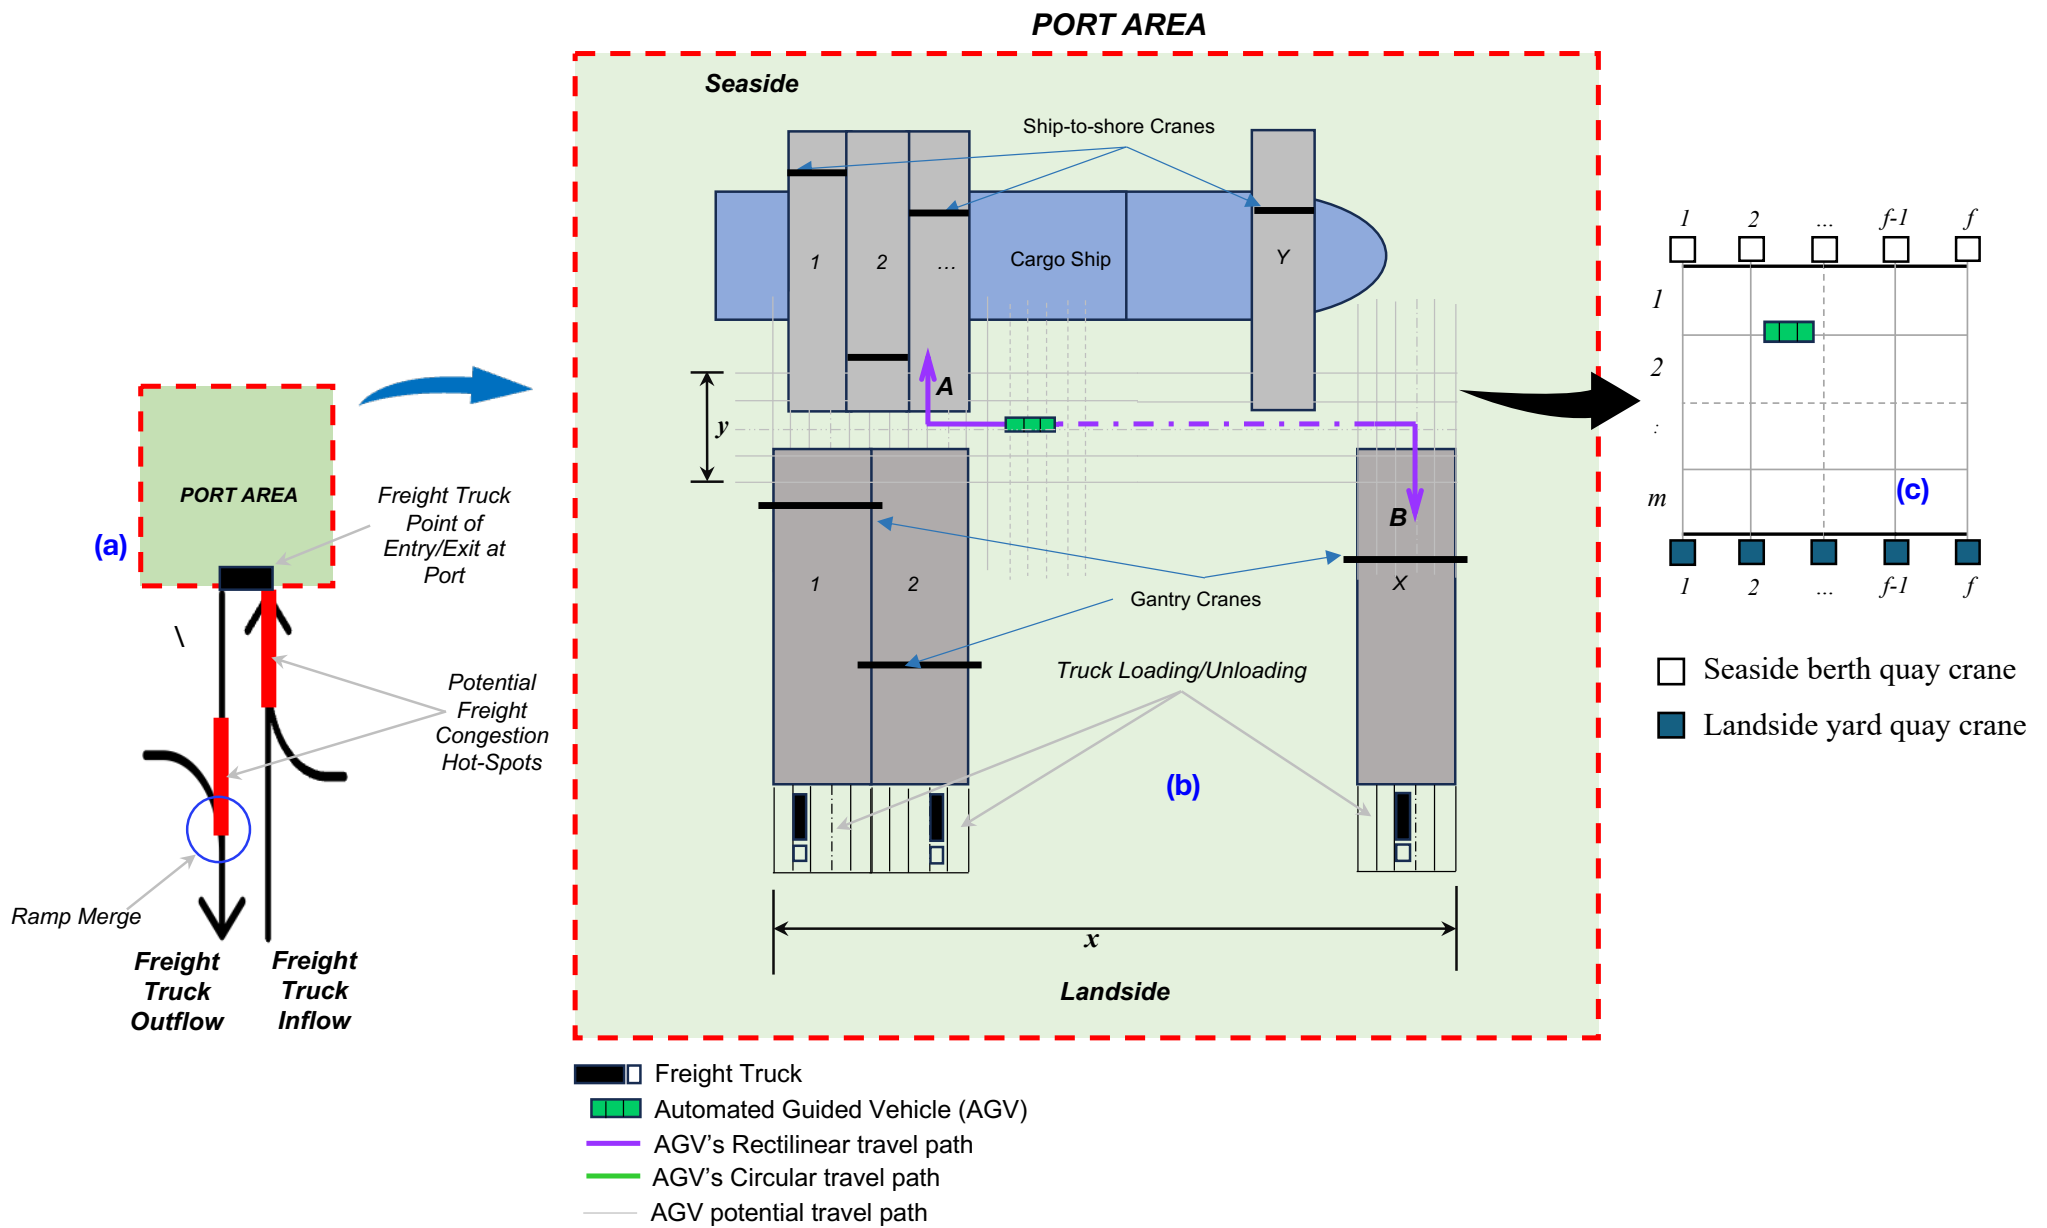 PORT AREA
Seaside
Ship-to-shore Cranes
1
2
...
Y
Cargo Ship
A
y
B
1
2
X
Gantry Cranes
Truck Loading/Unloading
(b)
x
Landside
PORT AREA
(a)
Freight Truck
Point of
Entry/Exit at
Port
\
Potential
Freight
Congestion
Hot-Spots
Ramp Merge
Freight
Truck
Outflow
Freight
Truck
Inflow
1 2 ... f-1 f
1
2
:
m
(c)
1 2 ... f-1 f
Seaside berth quay crane
Landside yard quay crane
Freight Truck
Automated Guided Vehicle (AGV)
AGV’s Rectilinear travel path
AGV’s Circular travel path
AGV potential travel path